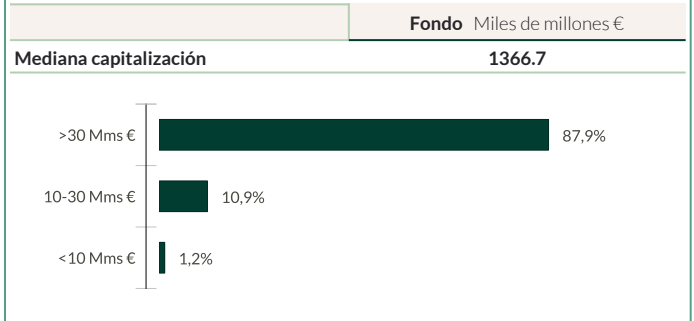 Fondo Miles de millones €
Mediana capitalización 1366.7
>30 Mms € 87,9%
10-30 Mms € 10,9%
<10 Mms € 1,2%